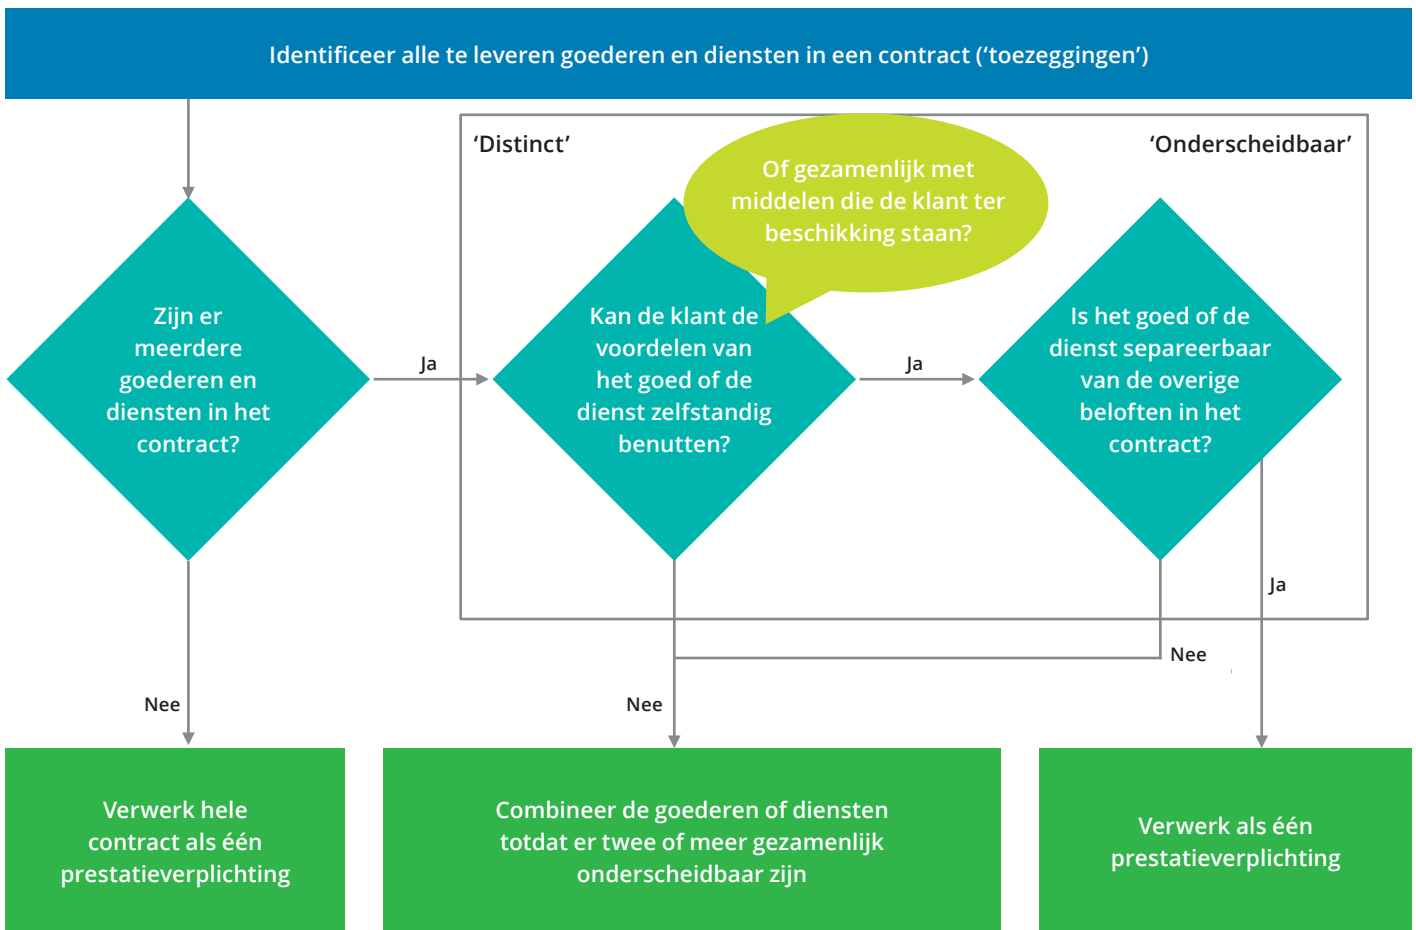 Identificeer alle te leveren goederen en diensten in een contract (‘toezeggingen’)
‘Distinct’
‘Onderscheidbaar’
Of gezamenlijk met
middelen die de klant ter
beschikking staan?
Zijn er
meerdere
goederen en
diensten in het
contract?
Ja
Kan de klant de
voordelen van
het goed of de
dienst zelfstandig
benutten?
Ja
Is het goed of de
dienst separeerbaar
van de overige
beloften in het
contract?
Ja
Nee
Nee
Nee
Verwerk hele
contract als één
prestatieverplichting
Combineer de goederen of diensten
totdat er twee of meer gezamenlijk
onderscheidbaar zijn
Verwerk als één
prestatieverplichting